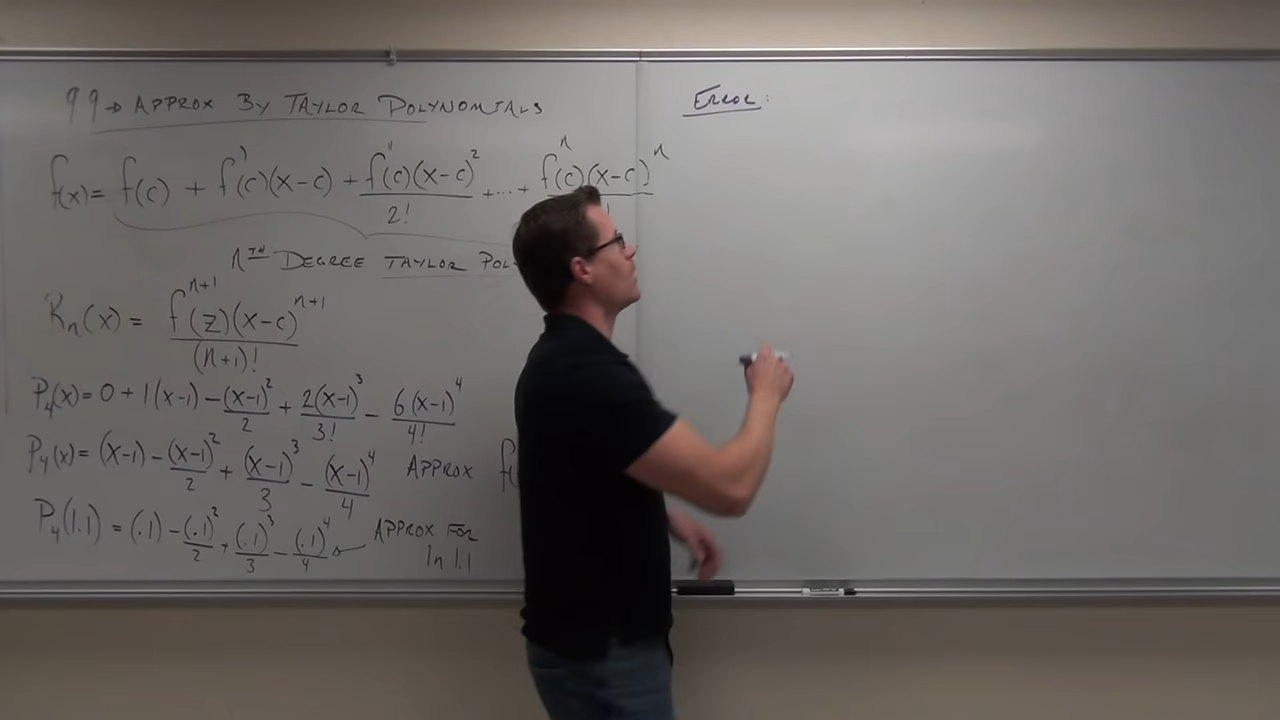 99 → APPROX BY TAYLOR POLYNOMIALS
f(x) = f(c) + f'(c)(x-c) + f''(c)(x-c)²/2! + ... + fⁿ(c)(x-c)ⁿ/!
nTH DEGREE TAYLOR POL
Rₙ(x) = fⁿ⁺¹(z)(x-c)ⁿ⁺¹/(n+1)!
P₄(x) = 0 + 1(x-1) - (x-1)²/2 + 2(x-1)³/3! - 6(x-1)⁴/4!
P₄(x) = (x-1) - (x-1)²/2 + (x-1)³/3 - (x-1)⁴/4 APPROX f(
P₄(1.1) = (.1) - (.1)²/2 + (.1)³/3 - (.1)⁴/4 APPROX FOR
ln 1.1
ERROR: